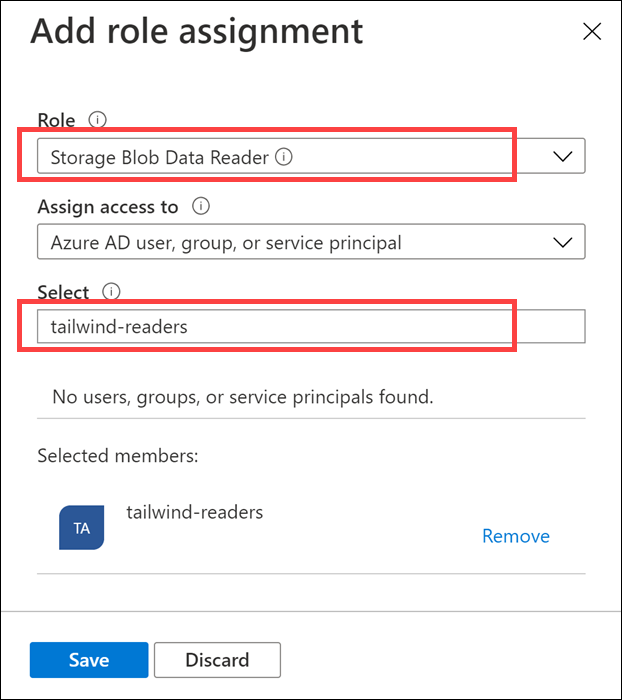 Add role assignment
Role
Storage Blob Data Reader
Assign access to
Azure AD user, group, or service principal
Select
tailwind-readers
No users, groups, or service principals found.
Selected members:
TA
tailwind-readers
Remove
Save
Discard